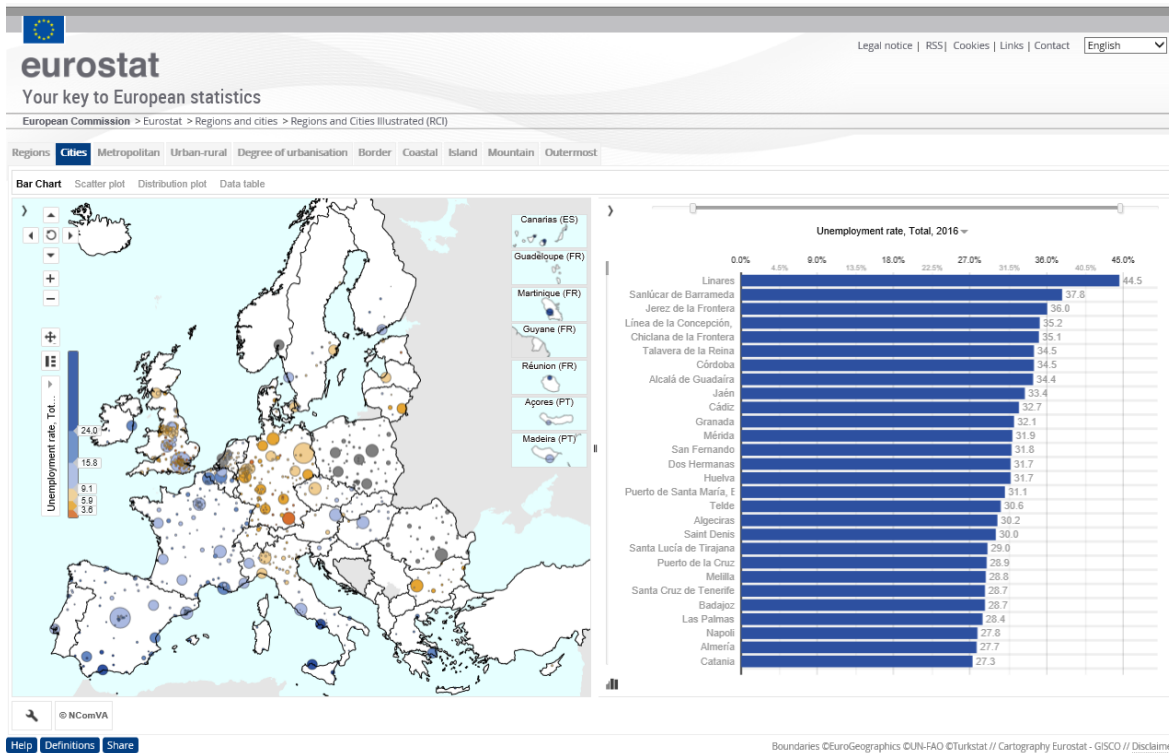 Legal notice | RSS| Cookies | Links | Contact English
eurostat
Your key to European statistics
European Commission > Eurostat > Regions and cities > Regions and Cities Illustrated (RCI)
Regions Cities Metropolitan Urban-rural Degree of urbanisation Border Coastal Island Mountain Outermost
Bar Chart Scatter plot Distribution plot Data table
Canarias (ES)
Guadeloupe (FR)
Martinique (FR)
Guyane (FR)
Réunion (FR)
Açores (PT)
Madeira (PT)
Unemployment rate, Tot...
24.0
15.8
9.1
5.9
3.6
Unemployment rate, Total, 2016
0.0% 9.0% 18.0% 27.0% 36.0% 45.0%
4.5% 13.5% 22.5% 31.5% 40.5%
Linares 44.5
Sanlúcar de Barrameda 37.8
Jerez de la Frontera 36.0
Línea de la Concepción, 35.2
Chiclana de la Frontera 35.1
Talavera de la Reina 34.5
Córdoba 34.5
Alcalá de Guadaíra 34.4
Jaén 33.4
Cádiz 32.7
Granada 32.1
Mérida 31.9
San Fernando 31.8
Dos Hermanas 31.7
Huelva 31.7
Puerto de Santa María, E 31.1
Telde 30.6
Algeciras 30.2
Saint Denis 30.0
Santa Lucía de Tirajana 29.0
Puerto de la Cruz 28.9
Melilla 28.8
Santa Cruz de Tenerife 28.7
Badajoz 28.7
Las Palmas 28.4
Napoli 27.8
Almería 27.7
Catania 27.3
© NComVA
Help Definitions Share
Boundaries ©EuroGeographics ©UN-FAO ©Turkstat // Cartography Eurostat - GISCO // Disclaime